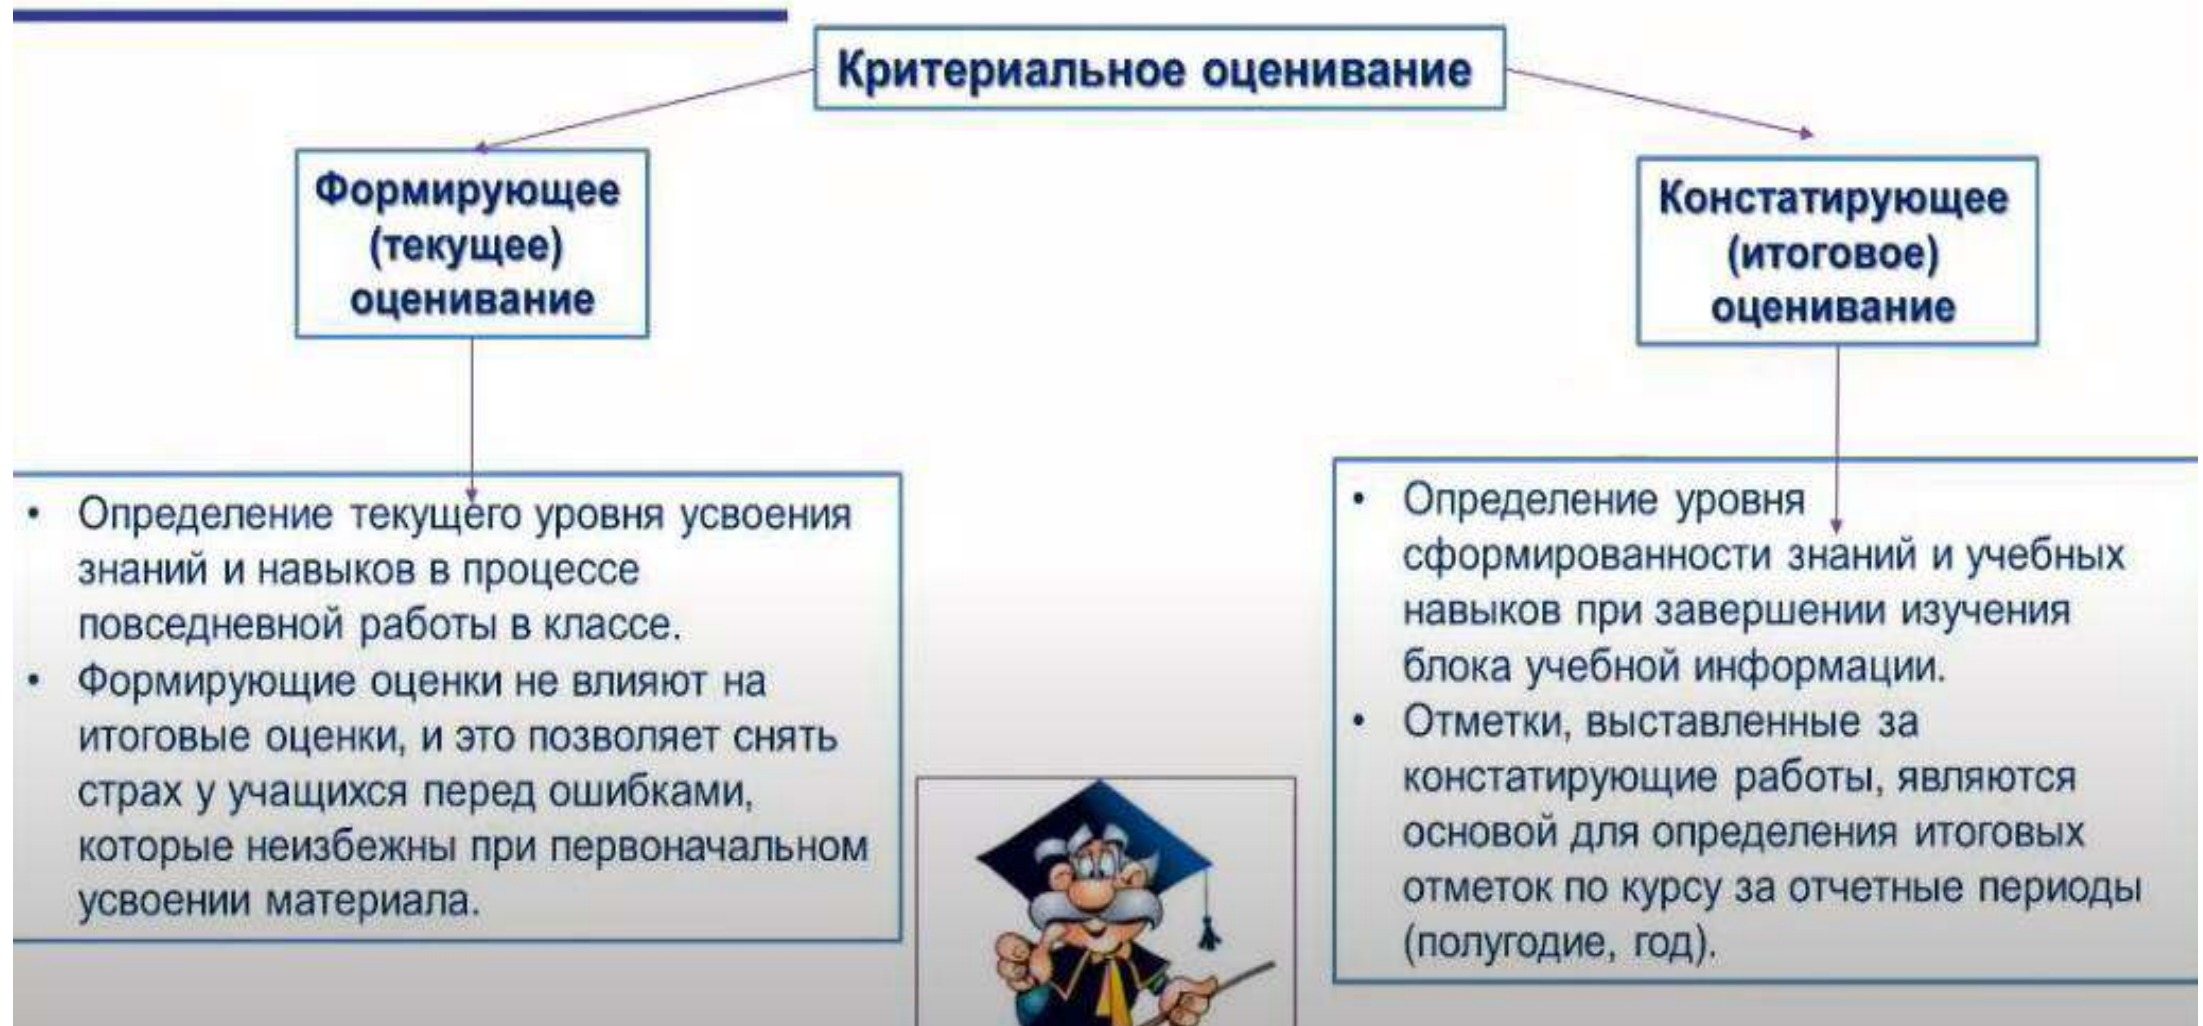 Критериальное оценивание
Формирующее
(текущее)
оценивание
Констатирующее
(итоговое)
оценивание
• Определение текущего уровня усвоения
знаний и навыков в процессе
повседневной работы в классе.
• Формирующие оценки не влияют на
итоговые оценки, и это позволяет снять
страх у учащихся перед ошибками,
которые неизбежны при первоначальном
усвоении материала.
• Определение уровня
сформированности знаний и учебных
навыков при завершении изучения
блока учебной информации.
• Отметки, выставленные за
констатирующие работы, являются
основой для определения итоговых
отметок по курсу за отчетные периоды
(полугодие, год).